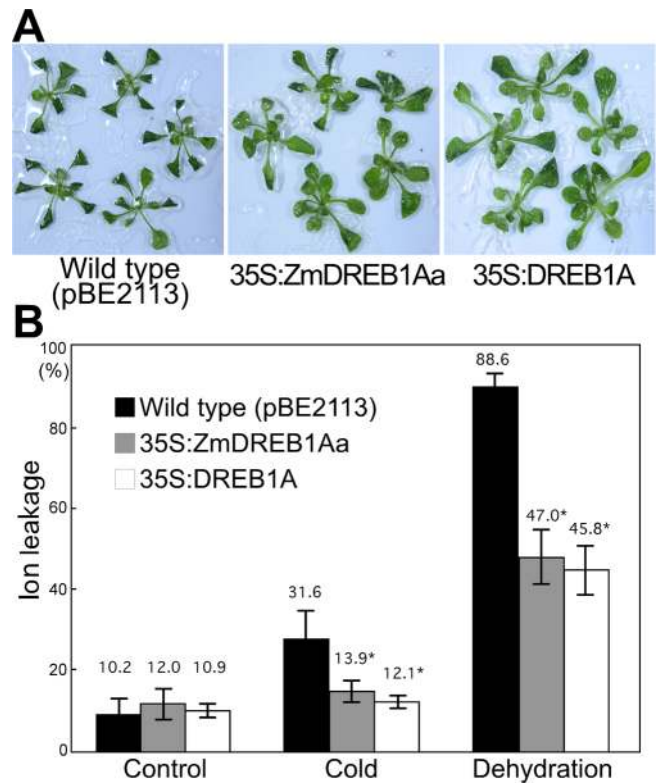 A
Wild type
(pBE2113)
35S:ZmDREB1Aa
35S:DREB1A
B
100
(%)
80
60
40
20
0
Ion leakage
Wild type (pBE2113)
35S:ZmDREB1Aa
35S:DREB1A
10.2 12.0 10.9
31.6
13.9*
12.1*
88.6
47.0*
45.8*
Control Cold Dehydration